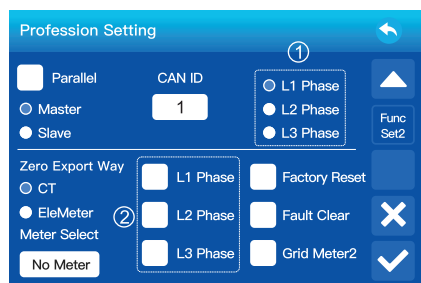 Profession Setting
①
Parallel
CAN ID
L1 Phase
Master
1
L2 Phase
Slave
L3 Phase
Func
Set2
Zero Export Way
CT
EleMeter
Meter Select
No Meter
②
L1 Phase
L2 Phase
L3 Phase
Factory Reset
Fault Clear
Grid Meter2